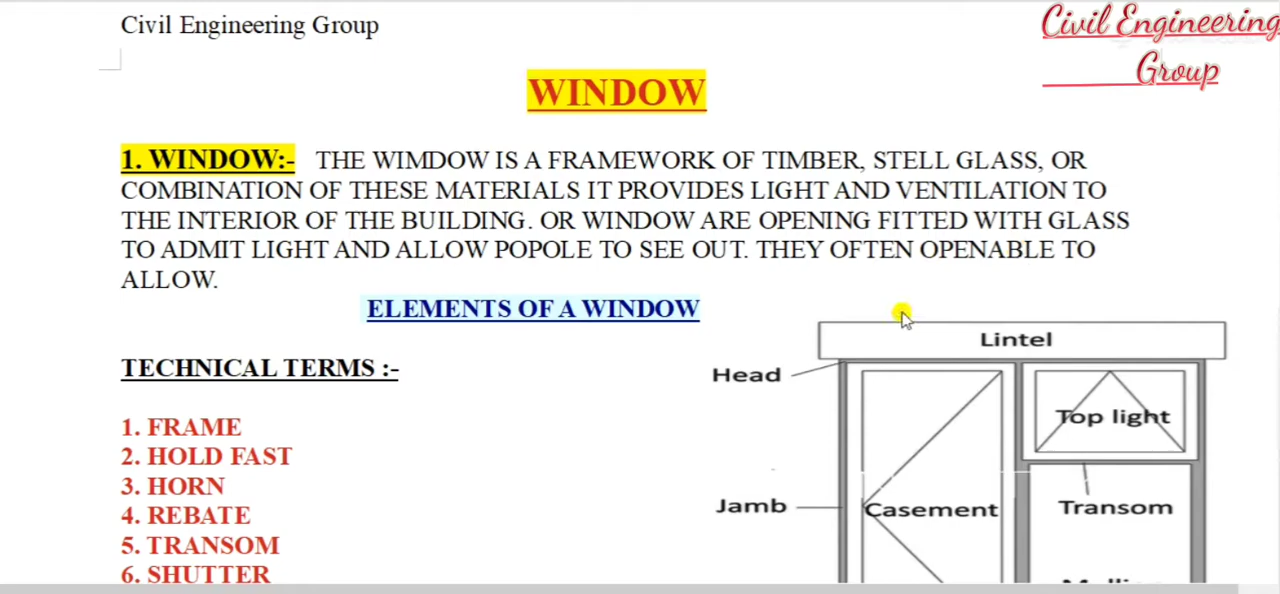 Civil Engineering Group
Civil Engineering
Group
WINDOW
1. WINDOW:- THE WIMDOW IS A FRAMEWORK OF TIMBER, STELL GLASS, OR
COMBINATION OF THESE MATERIALS IT PROVIDES LIGHT AND VENTILATION TO
THE INTERIOR OF THE BUILDING. OR WINDOW ARE OPENING FITTED WITH GLASS
TO ADMIT LIGHT AND ALLOW POPOLE TO SEE OUT. THEY OFTEN OPENABLE TO
ALLOW.
ELEMENTS OF A WINDOW
TECHNICAL TERMS :-
1. FRAME
2. HOLD FAST
3. HORN
4. REBATE
5. TRANSOM
6. SHUTTER
Lintel
Head
Top light
Jamb
Casement
Transom